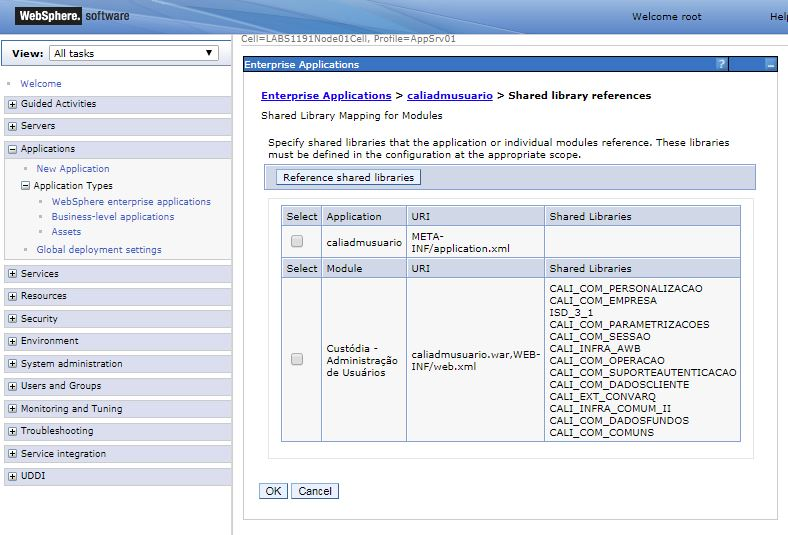 WebSphere. software
Welcome root
Help
View: All tasks
Cell=LABS1191Node01Cell, Profile=AppSrv01
Welcome
Guided Activities
Servers
Applications
New Application
Application Types
WebSphere enterprise applications
Business-level applications
Assets
Global deployment settings
Services
Resources
Security
Environment
System administration
Users and Groups
Monitoring and Tuning
Troubleshooting
Service integration
UDDI
Enterprise Applications
?
Enterprise Applications > caliadmusuario > Shared library references
Shared Library Mapping for Modules
Specify shared libraries that the application or individual modules reference. These libraries
must be defined in the configuration at the appropriate scope.
Reference shared libraries
Select Application URI Shared Libraries
caliadmusuario META-
INF/application.xml
Select Module URI Shared Libraries
Custódia -
Administração
de Usuários
caliadmusuario.war,WEB-
INF/web.xml
CALI_COM_PERSONALIZACAO
CALI_COM_EMPRESA
ISD_3_1
CALI_COM_PARAMETRIZACOES
CALI_COM_SESSAO
CALI_INFRA_AWB
CALI_COM_OPERACAO
CALI_COM_SUPORTEAUTENTICACAO
CALI_COM_DADOSCLIENTE
CALI_EXT_CONVARQ
CALI_INFRA_COMUM_II
CALI_COM_DADOSFUNDOS
CALI_COM_COMUNS
OK Cancel